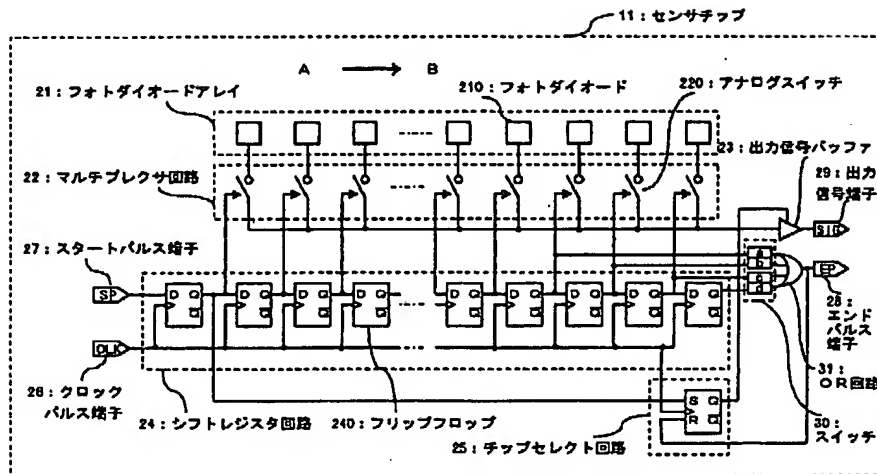 11：センサチップ
A → B
21：フォトダイオードアレイ
210：フォトダイオード
220：アナログスイッチ
23：出力信号バッファ
22：マルチプレクサ回路
29：出力
信号端子
SIG
27：スタートパルス端子
SP
D Q Q
D Q Q
D Q Q
D Q Q
D Q Q
D Q Q
D Q Q
D Q Q
EP
28：
エンド
パルス
端子
CLK
26：クロック
パルス端子
24：シフトレジスタ回路
240：フリップフロップ
S Q
R Q
25：チップセレクト回路
31：
OR回路
30：
スイッチ